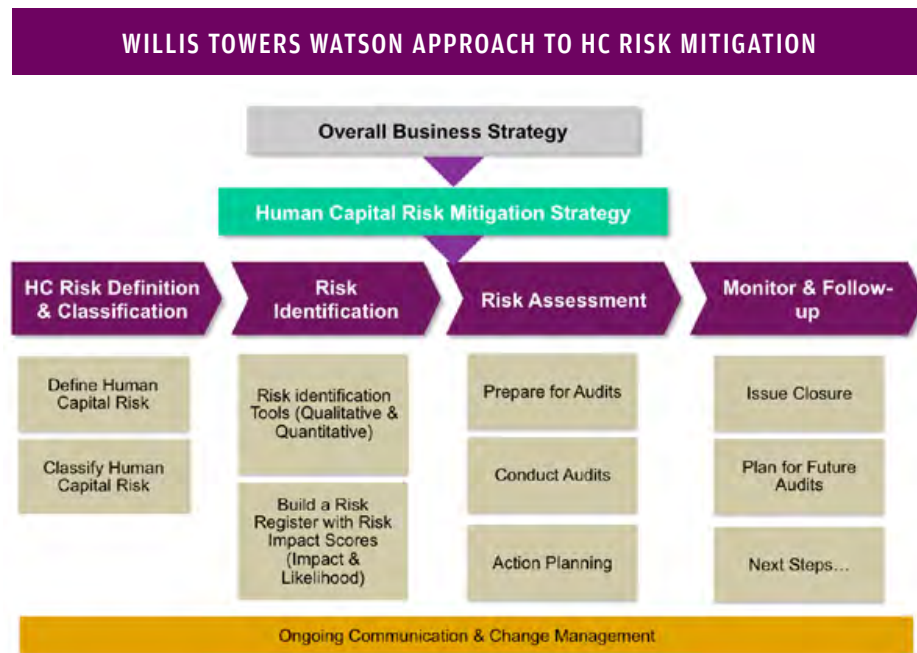 WILLIS TOWERS WATSON APPROACH TO HC RISK MITIGATION
Overall Business Strategy
Human Capital Risk Mitigation Strategy
HC Risk Definition
& Classification
Risk
Identification
Risk Assessment
Monitor & Follow-
up
Define Human
Capital Risk
Classify Human
Capital Risk
Risk identification
Tools (Qualitative &
Quantitative)
Build a Risk
Register with Risk
Impact Scores
(Impact &
Likelihood)
Prepare for Audits
Conduct Audits
Action Planning
Issue Closure
Plan for Future
Audits
Next Steps…
Ongoing Communication & Change Management